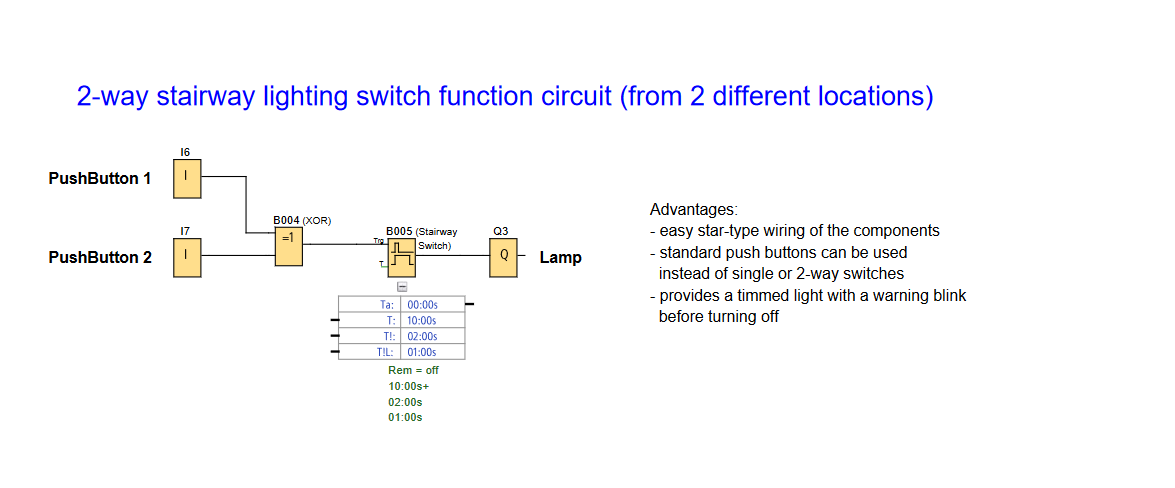 2-way stairway lighting switch function circuit (from 2 different locations)
I6
PushButton 1
I
I7
PushButton 2
I
B004 (XOR)
=1
B005 (Stairway
Switch)
Trg
T
Q3
Q
Lamp
Ta: 00:00s
T: 10:00s
T!: 02:00s
T!L: 01:00s
Rem = off
10:00s+
02:00s
01:00s
Advantages:
- easy star-type wiring of the components
- standard push buttons can be used
instead of single or 2-way switches
- provides a timmed light with a warning blink
before turning off